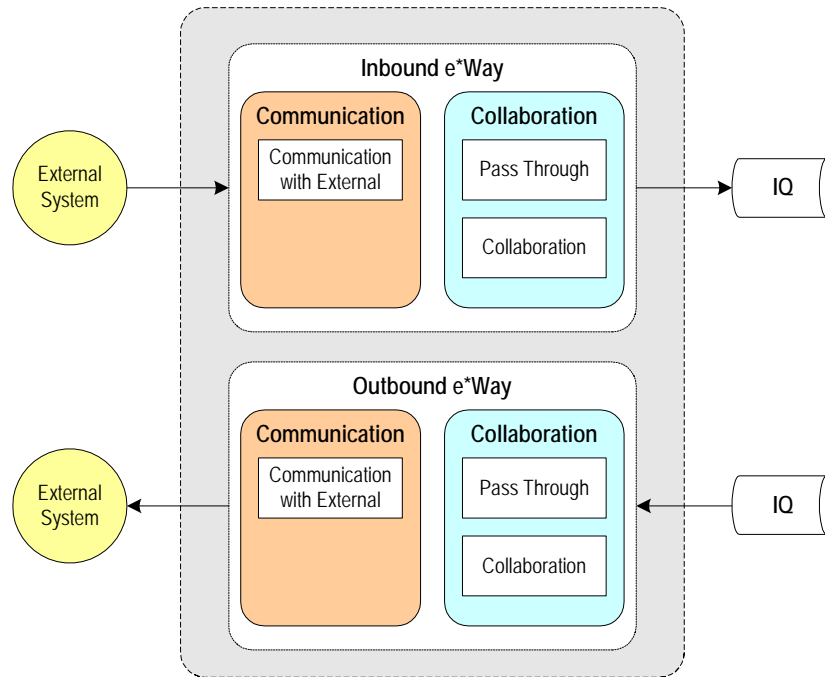 Inbound e*Way
Communication
Communication
with External
Collaboration
Pass Through
Collaboration
External
System
IQ
Outbound e*Way
Communication
Communication
with External
Collaboration
Pass Through
Collaboration
External
System
IQ